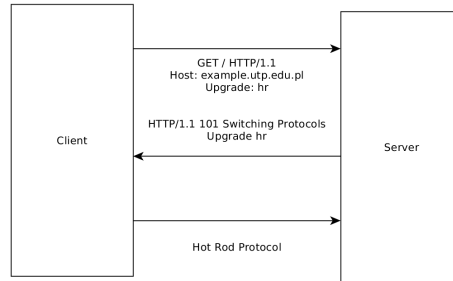 GET / HTTP/1.1
Host: example.utp.edu.pl
Upgrade: hr
HTTP/1.1 101 Switching Protocols
Upgrade hr
Client
Server
Hot Rod Protocol